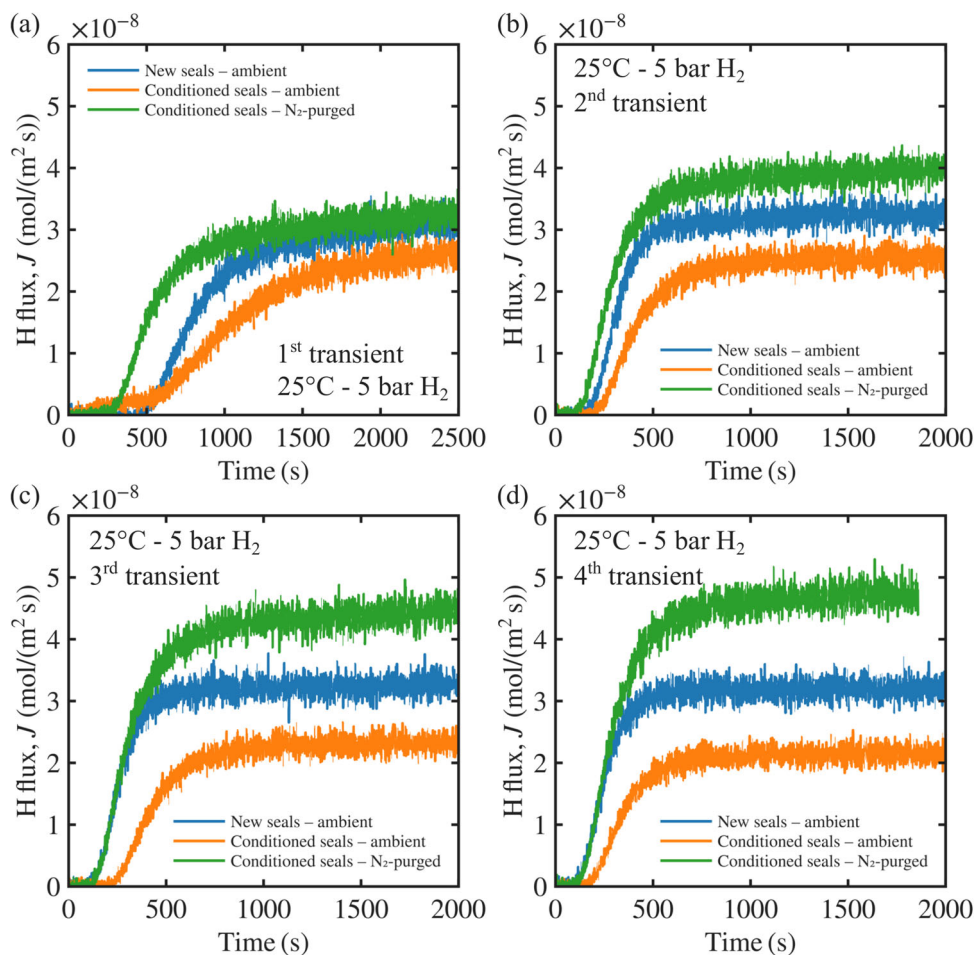 (a)
×10⁻⁸
H flux, J (mol/(m² s))
6
5
4
3
2
1
0
New seals – ambient
Conditioned seals – ambient
Conditioned seals – N₂-purged
1st transient
25°C - 5 bar H₂
0 500 1000 1500 2000 2500
Time (s)
(b)
×10⁻⁸
H flux, J (mol/(m² s))
6
5
4
3
2
1
0
25°C - 5 bar H₂
2nd transient
New seals – ambient
Conditioned seals – ambient
Conditioned seals – N₂-purged
0 500 1000 1500 2000
Time (s)
(c)
×10⁻⁸
H flux, J (mol/(m² s))
6
5
4
3
2
1
0
25°C - 5 bar H₂
3rd transient
New seals – ambient
Conditioned seals – ambient
Conditioned seals – N₂-purged
0 500 1000 1500 2000
Time (s)
(d)
×10⁻⁸
H flux, J (mol/(m² s))
6
5
4
3
2
1
0
25°C - 5 bar H₂
4th transient
New seals – ambient
Conditioned seals – ambient
Conditioned seals – N₂-purged
0 500 1000 1500 2000
Time (s)